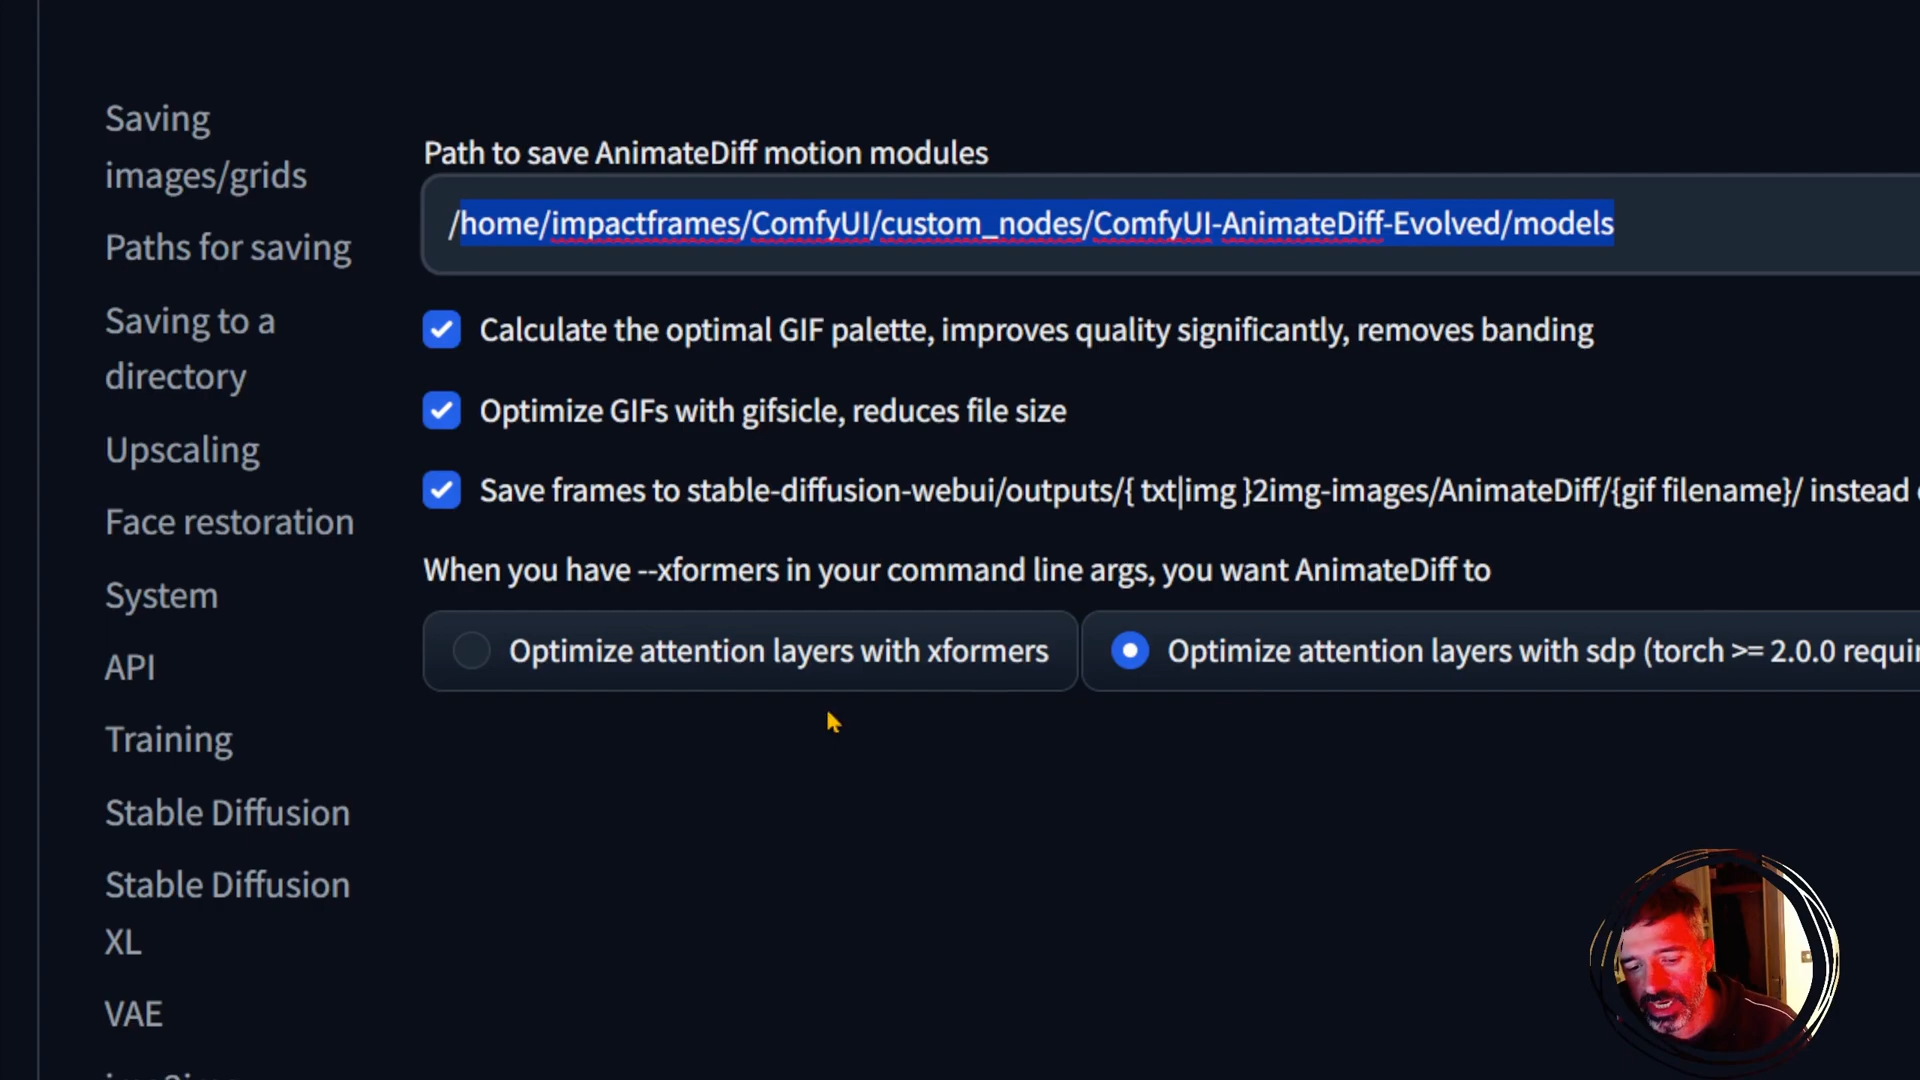 Saving
images/grids
Paths for saving
Saving to a
directory
Upscaling
Face restoration
System
API
Training
Stable Diffusion
Stable Diffusion
XL
VAE
Path to save AnimateDiff motion modules
/home/impactframes/ComfyUI/custom_nodes/ComfyUI-AnimateDiff-Evolved/models
Calculate the optimal GIF palette, improves quality significantly, removes banding
Optimize GIFs with gifsicle, reduces file size
Save frames to stable-diffusion-webui/outputs/{ txt|img }2img-images/AnimateDiff/{gif filename}/ instead
When you have --xformers in your command line args, you want AnimateDiff to
Optimize attention layers with xformers
Optimize attention layers with sdp (torch >= 2.0.0